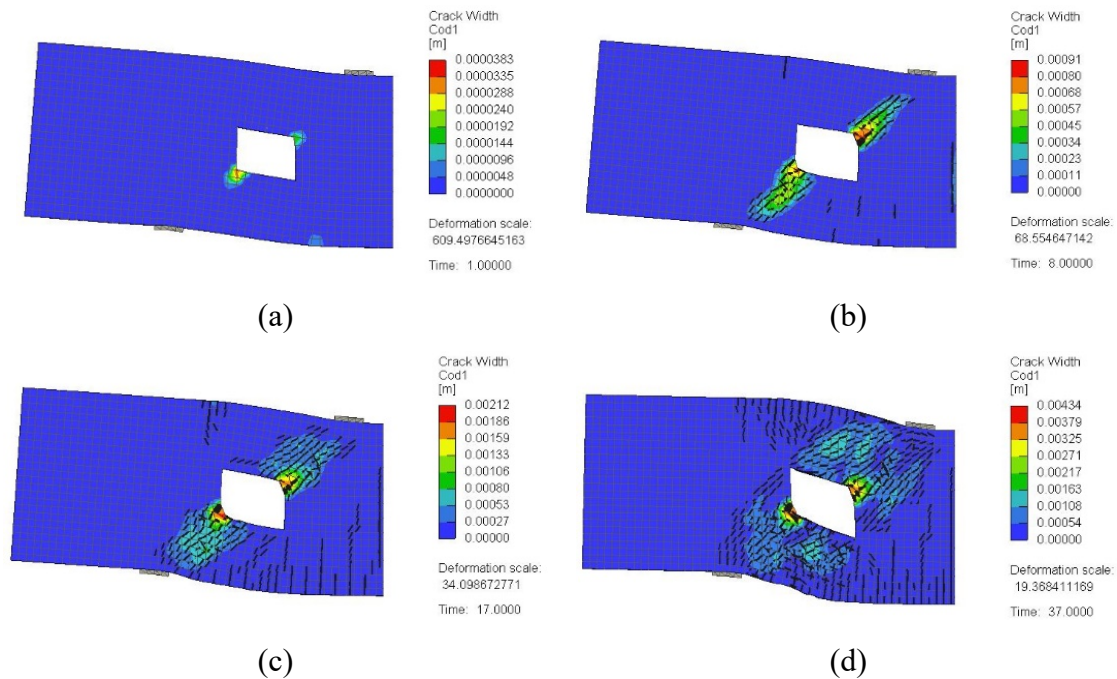 Crack Width
Cod1
[m]
0.0000383
0.0000335
0.0000288
0.0000240
0.0000192
0.0000144
0.0000096
0.0000048
0.0000000
Deformation scale:
609.4976645163
Time: 1.00000
(a)
Crack Width
Cod1
[m]
0.00091
0.00080
0.00068
0.00057
0.00045
0.00034
0.00023
0.00011
0.00000
Deformation scale:
68.554647142
Time: 8.00000
(b)
Crack Width
Cod1
[m]
0.00212
0.00186
0.00159
0.00133
0.00106
0.00080
0.00053
0.00027
0.00000
Deformation scale:
34.098672771
Time: 17.0000
(c)
Crack Width
Cod1
[m]
0.00434
0.00379
0.00325
0.00271
0.00217
0.00163
0.00108
0.00054
0.00000
Deformation scale:
19.368411169
Time: 37.0000
(d)